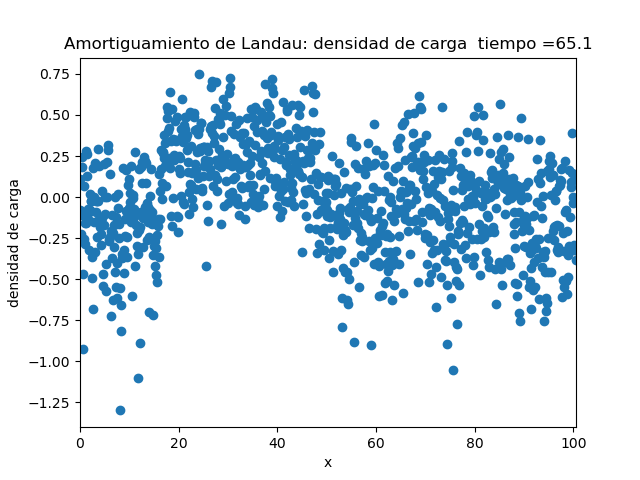 Amortiguamiento de Landau: densidad de carga  tiempo =65.1
densidad de carga
0.75
0.50
0.25
0.00
−0.25
−0.50
−0.75
−1.00
−1.25
0 20 40 60 80 100
x